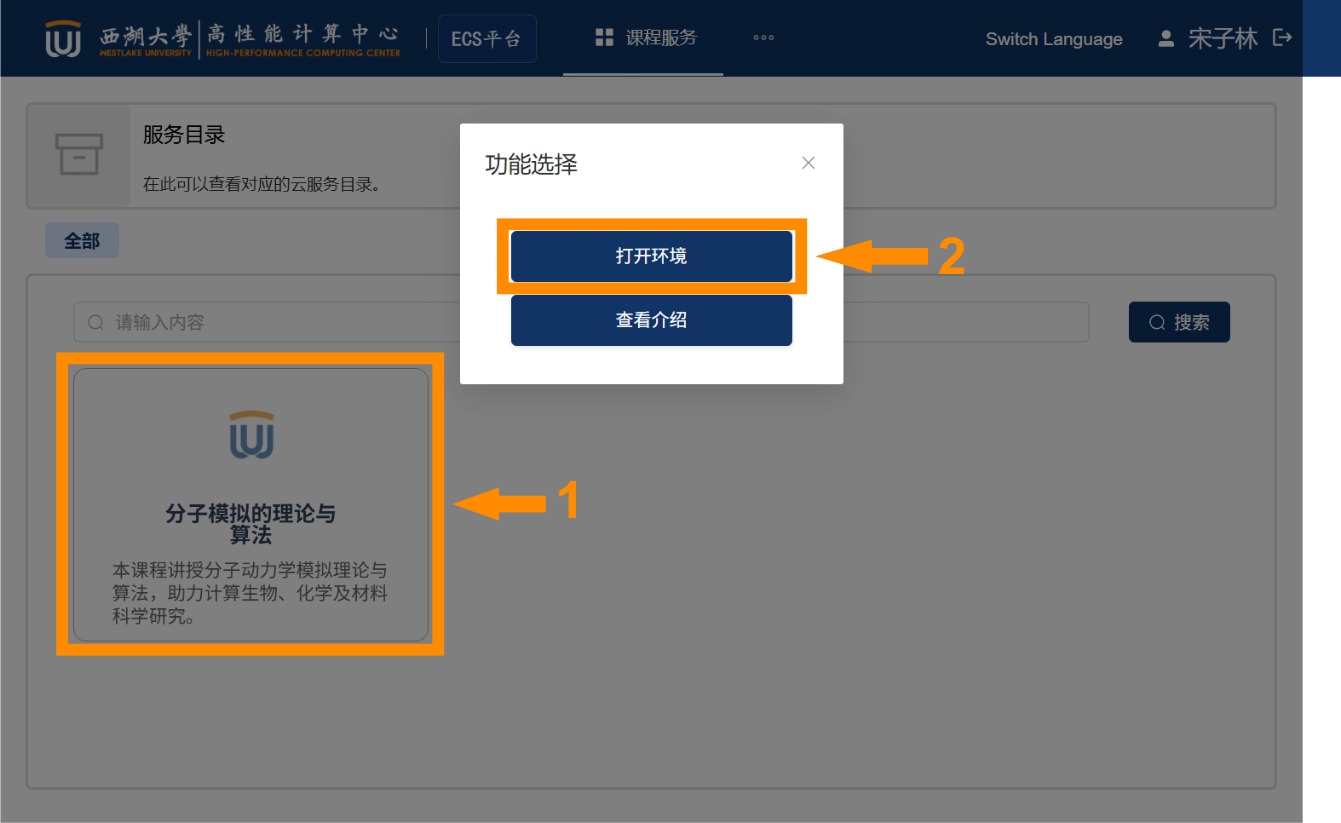 西湖大學 高性能计算中心
WESTLAKE UNIVERSITY HIGH-PERFORMANCE COMPUTING CENTER
ECS平台
课程服务
Switch Language
宋子林
服务目录
在此可以查看对应的云服务目录。
功能选择
全部
打开环境
2
请输入内容
查看介绍
搜索
1
分子模拟的理论与
算法
本课程讲授分子动力学模拟理论与
算法，助力计算生物、化学及材料
科学研究。